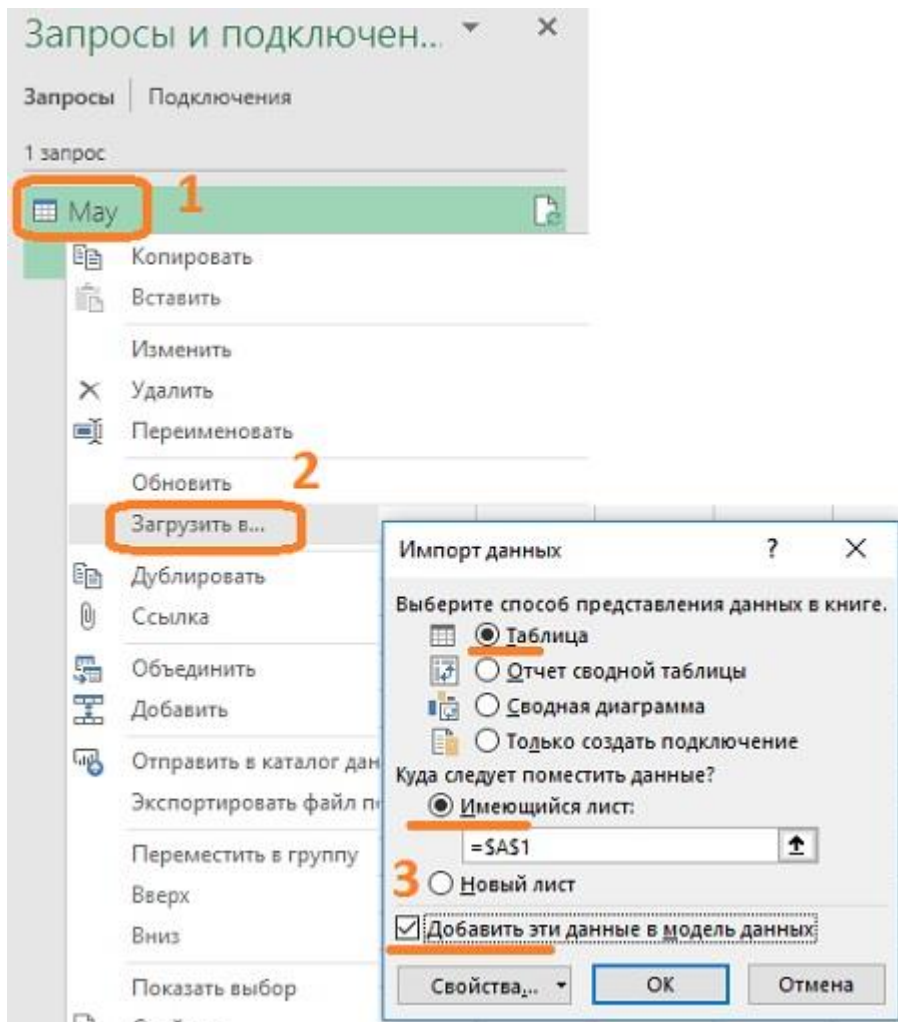 Запросы и подключен...
Запросы | Подключения
1 запрос
May
1
Копировать
Вставить
Изменить
Удалить
Переименовать
Обновить
2
Загрузить в...
Дублировать
Ссылка
Объединить
Добавить
Отправить в каталог дан
Экспортировать файл п
Переместить в группу
Вверх
Вниз
Показать выбор
Импорт данных ?
Выберите способ представления данных в книге.
Таблица
Отчет сводной таблицы
Сводная диаграмма
Только создать подключение
Куда следует поместить данные?
Имеющийся лист:
=$A$1
3
Новый лист
Добавить эти данные в модель данных
Свойства... ОК Отмена